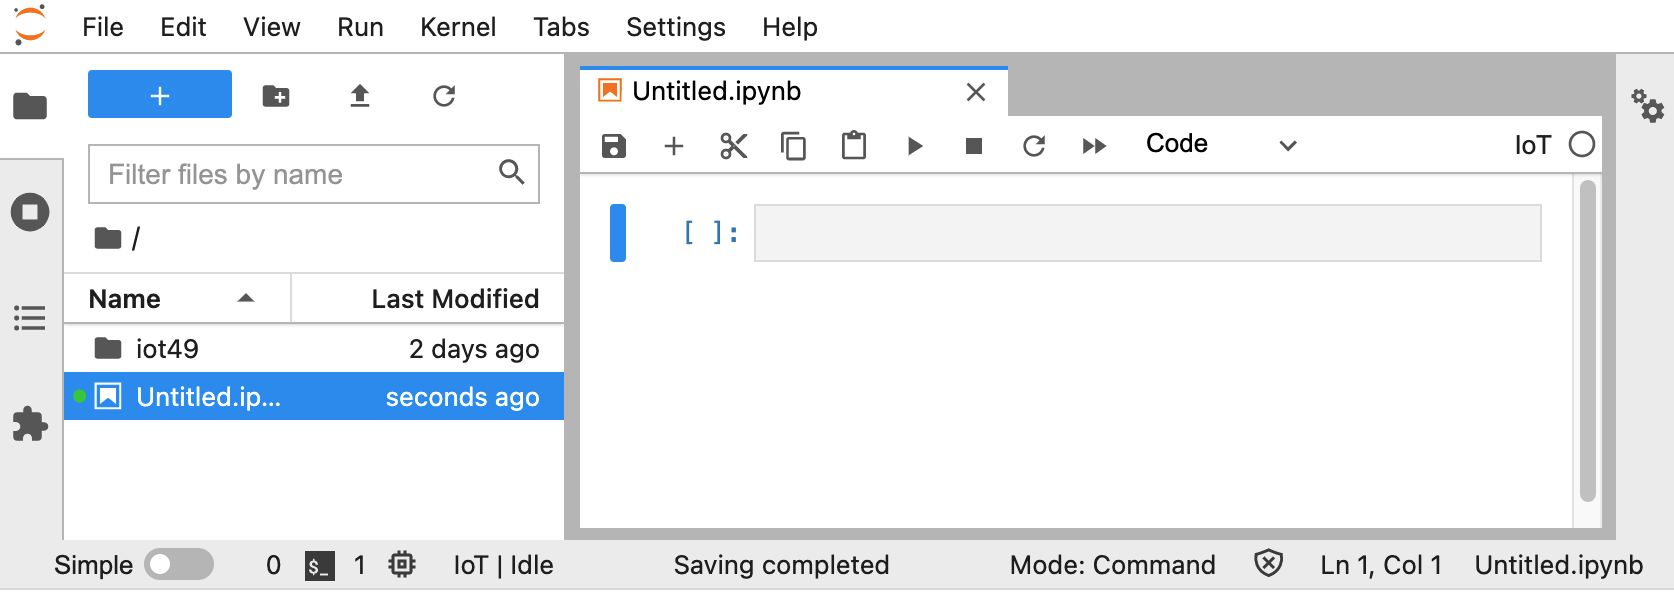 File Edit View Run Kernel Tabs Settings Help
+
Filter files by name
/
Name Last Modified
iot49 2 days ago
Untitled.ip... seconds ago
Untitled.ipynb
Code IoT
[ ]:
Simple 0 $_ 1 IoT | Idle Saving completed Mode: Command Ln 1, Col 1 Untitled.ipynb